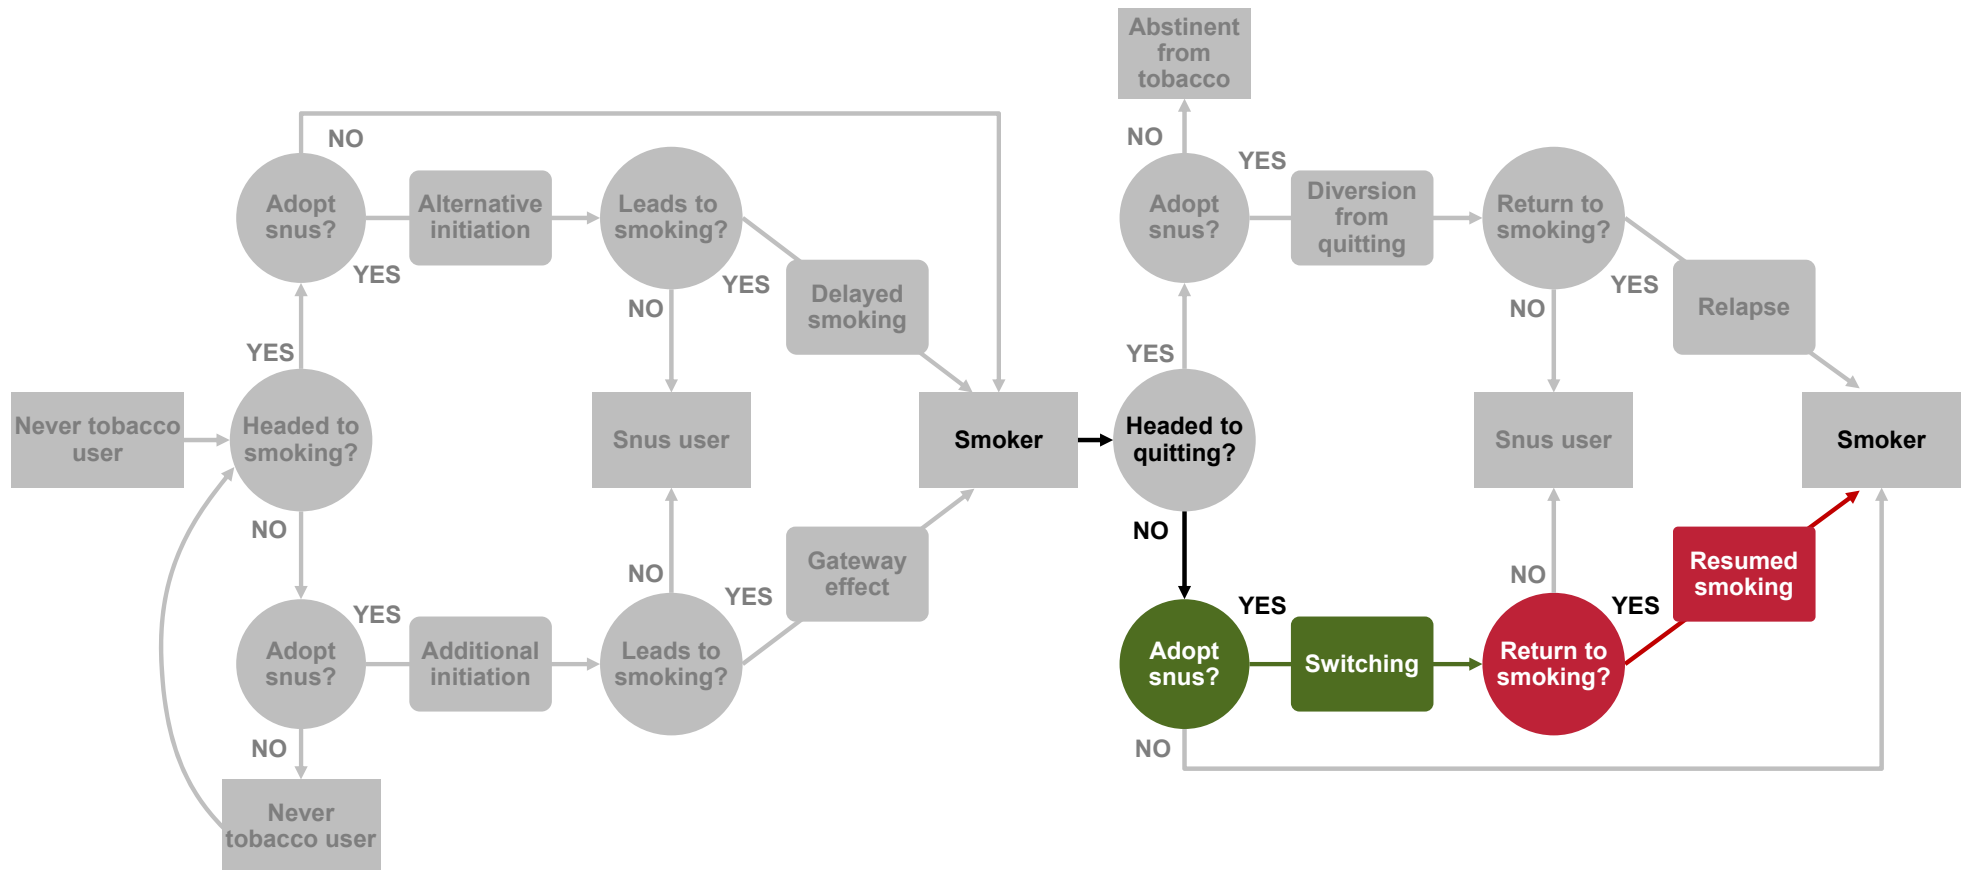 Abstinent
from
tobacco
NO
NO
YES
Adopt
snus?
Alternative
initiation
Leads to
smoking?
Adopt
snus?
Diversion
from
quitting
Return to
smoking?
YES
YES
YES
NO
Delayed
smoking
NO
Relapse
YES
YES
Never tobacco
user
Headed to
smoking?
Snus user
Smoker
Headed to
quitting?
Snus user
Smoker
NO
NO
Gateway
effect
Resumed
smoking
NO
NO
YES
YES
YES
YES
Adopt
snus?
Additional
initiation
Leads to
smoking?
Adopt
snus?
Switching
Return to
smoking?
NO
NO
Never
tobacco user